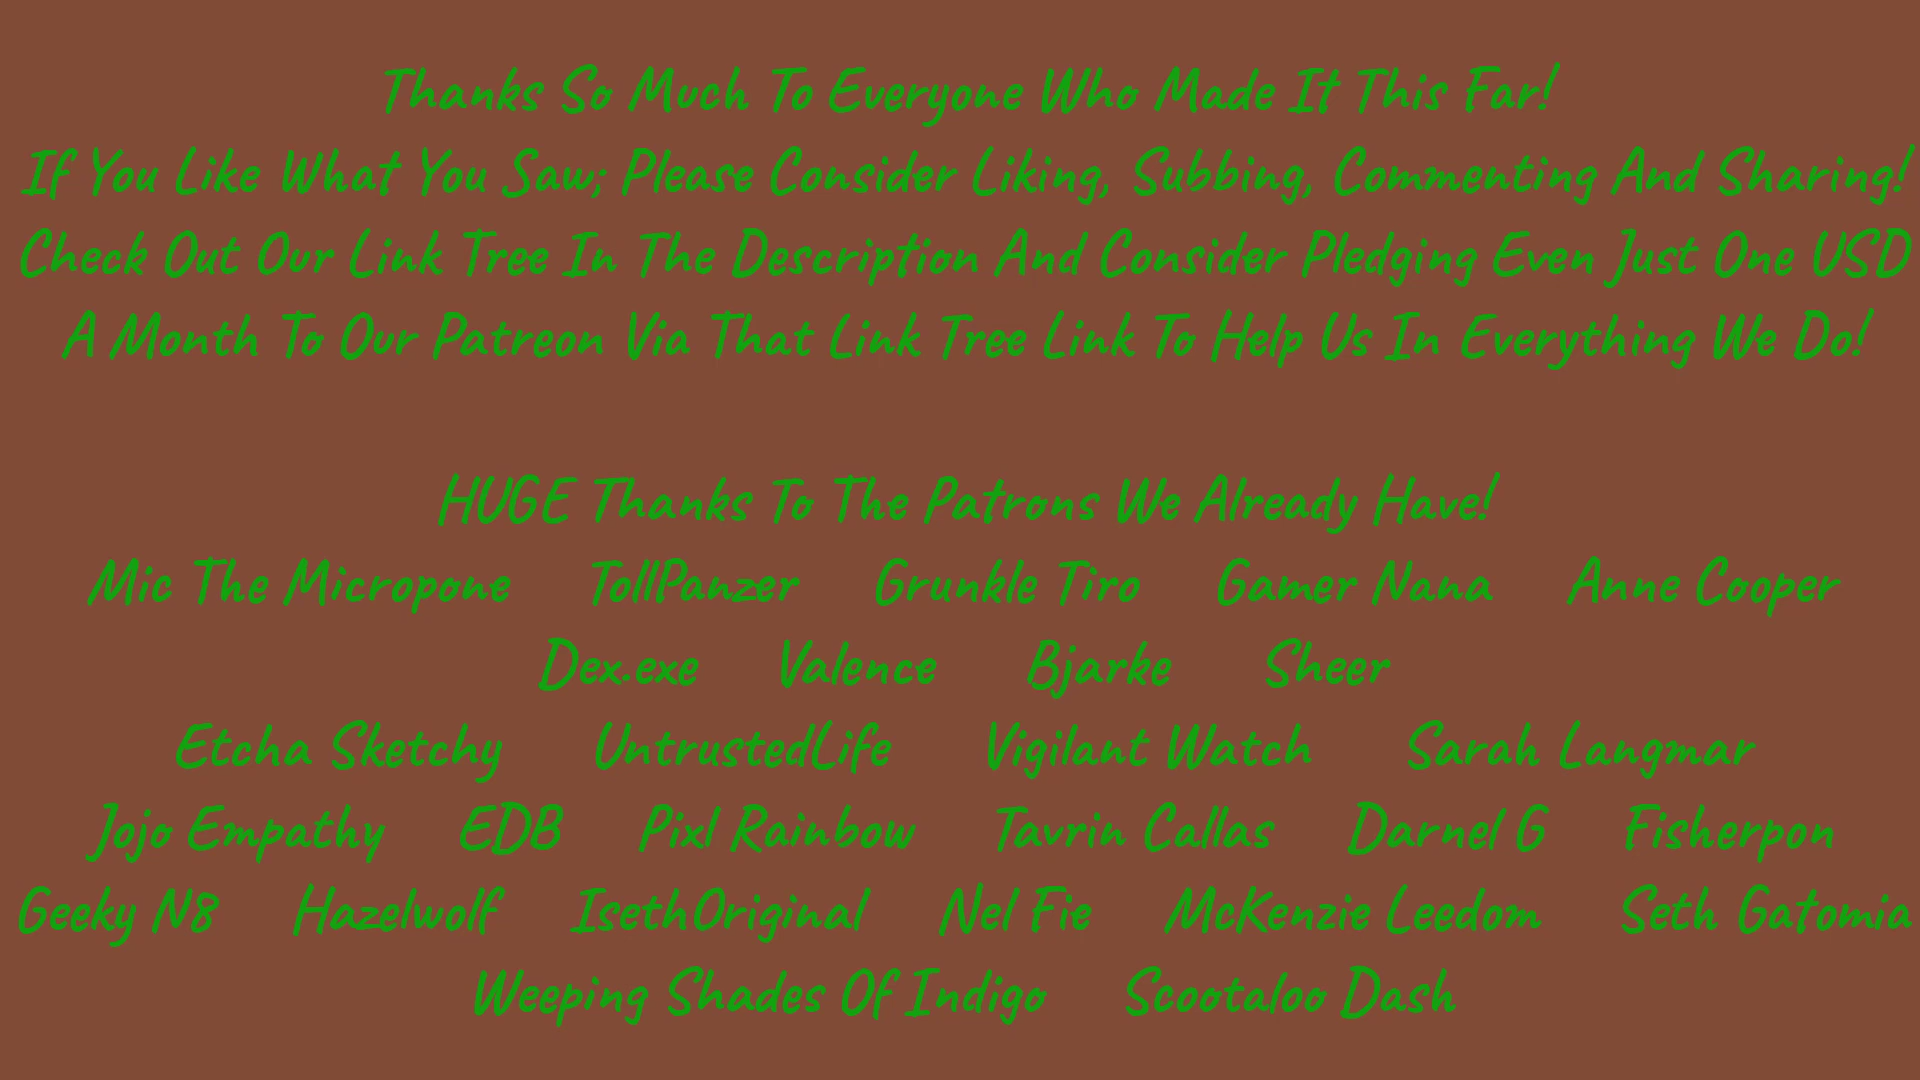 Thanks So Much To Everyone Who Made It This Far!
If You Like What You Saw; Please Consider Liking, Subbing, Commenting And Sharing!
Check Out Our Link Tree In The Description And Consider Pledging Even Just One USD
A Month To Our Patreon Via That Link Tree Link To Help Us In Everything We Do!
HUGE Thanks To The Patrons We Already Have!
Mic The Micropone TollPanzer Grunkle Tiro Gamer Nana Anne Cooper
Dex.exe Valence Bjarke Sheer
Etcha Sketchy UntrustedLife Vigilant Watch Sarah Langmar
Jojo Empathy EDB Pixl Rainbow Tavrin Callas Darnel G Fisherpon
Geeky N8 Hazelwolf IsethOriginal Nel Fie McKenzie Leedom Seth Gatomia
Weeping Shades Of Indigo Scootaloo Dash